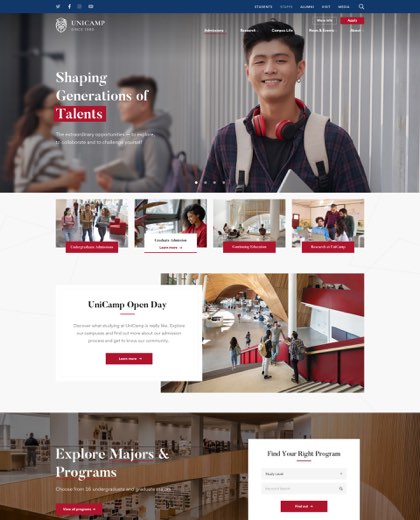 STUDENTS STAFFS ALUMNI VISIT MEDIA
UNICAMP
SINCE 1984
More Info Apply
Admissions Research Campus Life News & Events About
Shaping
Generations of
Talents
The extraordinary opportunities — to explore,
to collaborate and to challenge yourself
Undergraduate Admissions
Graduate Admission
Learn more →
Continuing Education
Research at UniCamp
UniCamp Open Day
Discover what studying at UniCamp is really like. Explore
our campuses and find out more about our admission
process and get to know our community.
Learn more →
Explore Majors &
Programs
Choose from 18 undergraduate and graduate majors
View all programs →
Find Your Right Program
Study Level
Keyword Search
Find out →